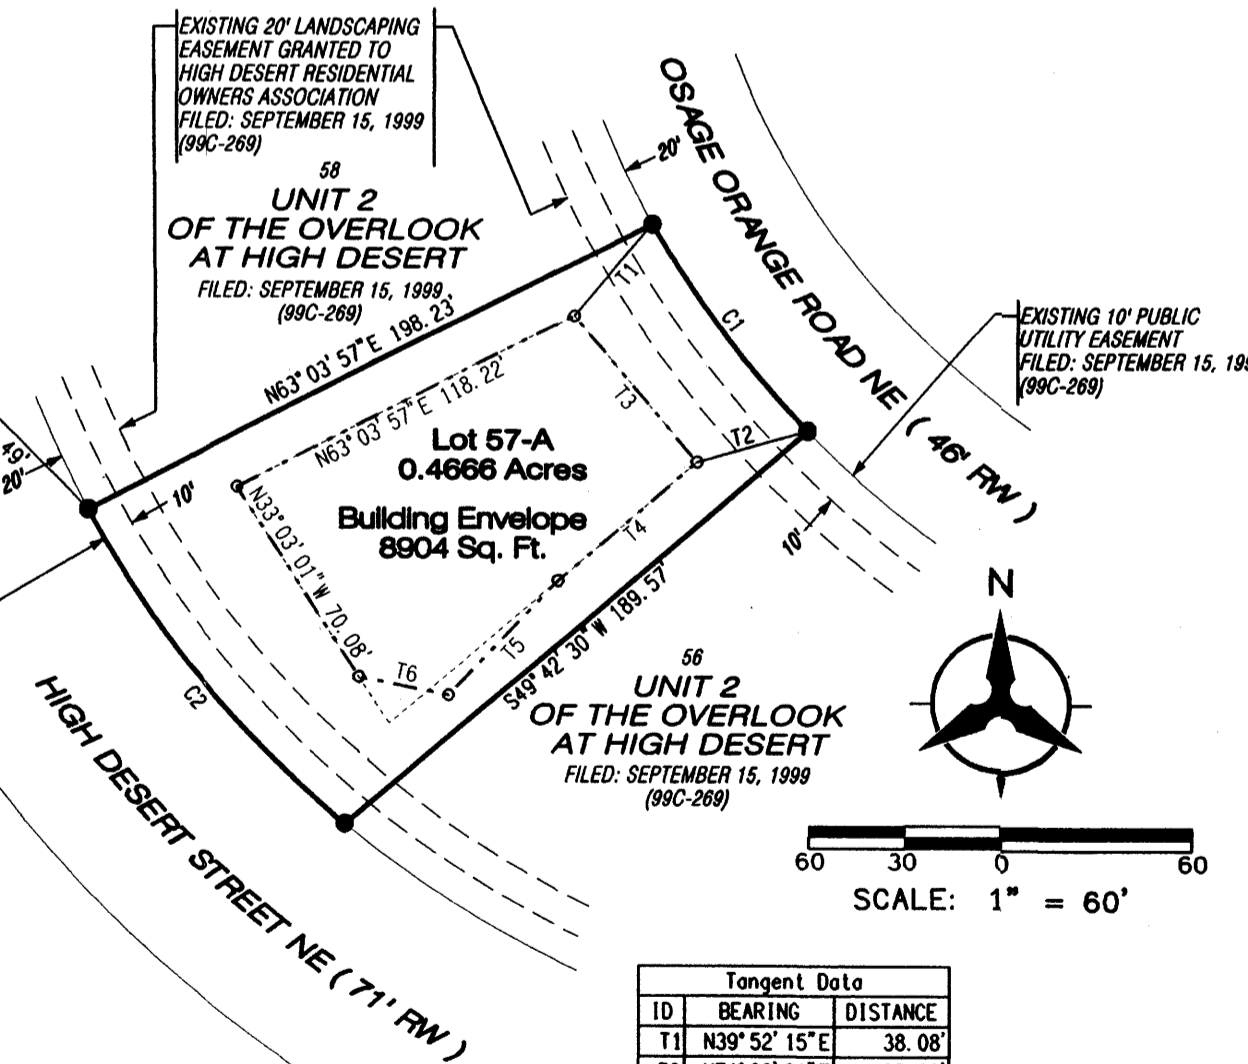 EXISTING 20' LANDSCAPING
EASEMENT GRANTED TO
HIGH DESERT RESIDENTIAL
OWNERS ASSOCIATION
FILED: SEPTEMBER 15, 1999
(99C-269)
58
UNIT 2
OF THE OVERLOOK
AT HIGH DESERT
FILED: SEPTEMBER 15, 1999
(99C-269)
OSAGE ORANGE ROAD NE ( 46' RW )
20'
T1
C1
N63° 03' 57" E 198.23'
N63° 03' 57" E 118.22'
EXISTING 10' PUBLIC
UTILITY EASEMENT
FILED: SEPTEMBER 15, 199
(99C-269)
T3
T2
Lot 57-A
0.4666 Acres
Building Envelope
8904 Sq. Ft.
49'
20'
10'
N33° 03' 01" W 70.08'
T4
10'
T5
T6
S49° 42' 30" W 189.57'
C2
HIGH DESERT STREET NE ( 71' RW )
56
UNIT 2
OF THE OVERLOOK
AT HIGH DESERT
FILED: SEPTEMBER 15, 1999
(99C-269)
N
60 30 0 60
SCALE: 1" = 60'
Tangent Data
ID BEARING DISTANCE
T1 N39° 52' 15" E 38.08'